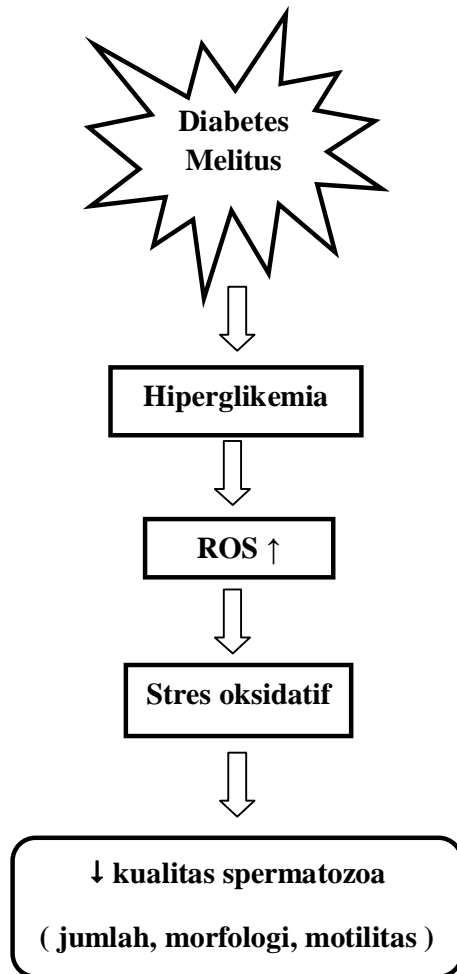 Diabetes
Melitus
Hiperglikemia
ROS ↑
Stres oksidatif
↓ kualitas spermatozoa
( jumlah, morfologi, motilitas )